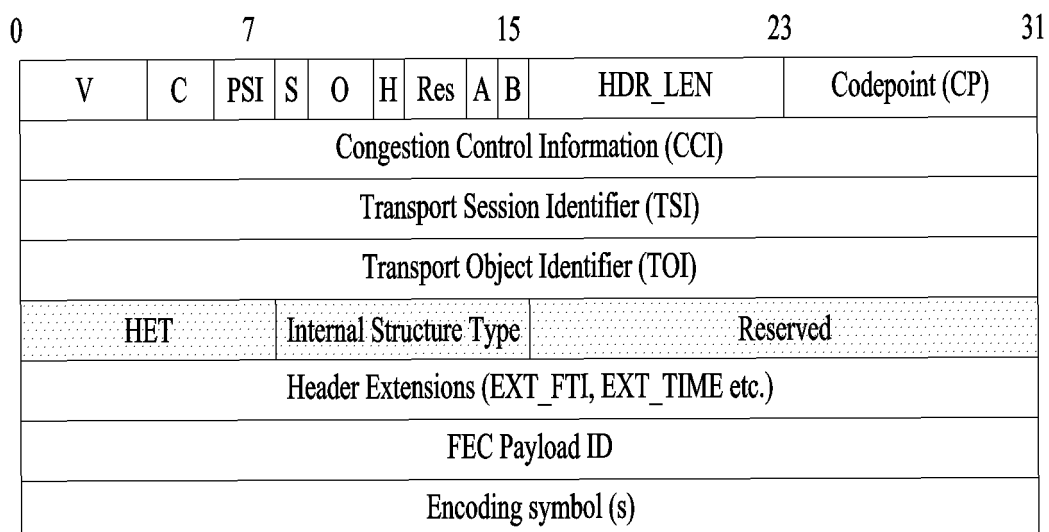 0 7 15 23 31
V C PSI S O H Res A B HDR_LEN Codepoint (CP)
Congestion Control Information (CCI)
Transport Session Identifier (TSI)
Transport Object Identifier (TOI)
HET Internal Structure Type Reserved
Header Extensions (EXT_FTI, EXT_TIME etc.)
FEC Payload ID
Encoding symbol (s)